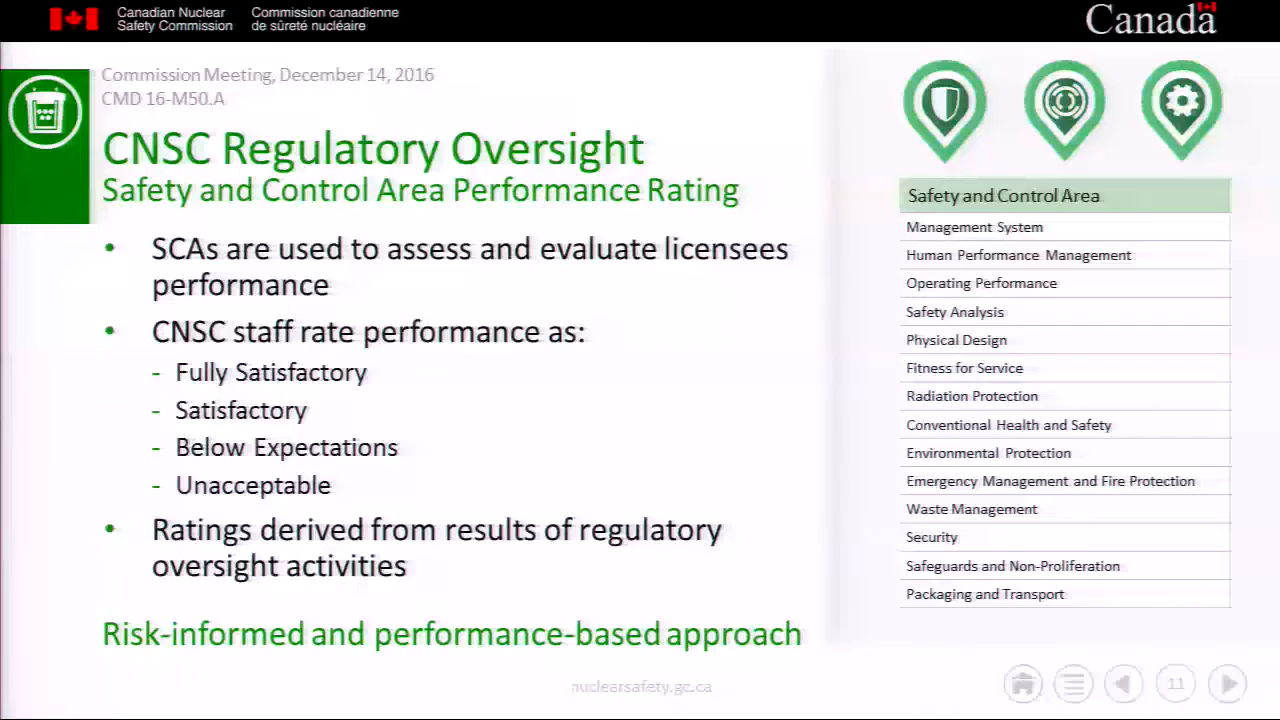 Canadian Nuclear
Safety Commission
Commission canadienne
de sûreté nucléaire
Canada
Commission Meeting, December 14, 2016
CMD 16-M50.A
CNSC Regulatory Oversight
Safety and Control Area Performance Rating
• SCAs are used to assess and evaluate licensees
performance
• CNSC staff rate performance as:
- Fully Satisfactory
- Satisfactory
- Below Expectations
- Unacceptable
• Ratings derived from results of regulatory
oversight activities
Risk-informed and performance-based approach
Safety and Control Area
Management System
Human Performance Management
Operating Performance
Safety Analysis
Physical Design
Fitness for Service
Radiation Protection
Conventional Health and Safety
Environmental Protection
Emergency Management and Fire Protection
Waste Management
Security
Safeguards and Non-Proliferation
Packaging and Transport
nuclearsafety.gc.ca
11